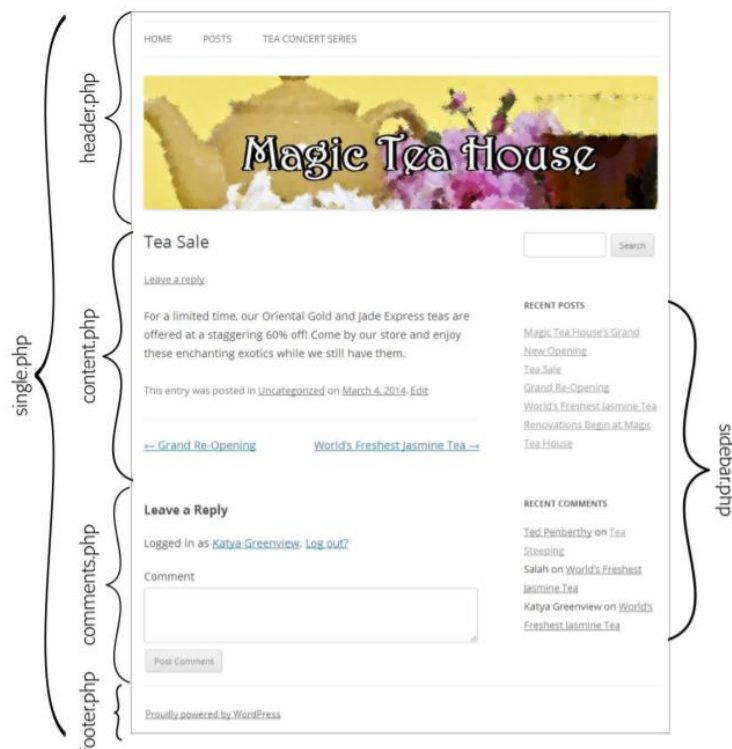 HOME POSTS TEA CONCERT SERIES
Magic Tea House
Tea Sale
Leave a reply
For a limited time, our Oriental Gold and Jade Express teas are
offered at a staggering 60% off! Come by our store and enjoy
these enchanting exotics while we still have them.
This entry was posted in Uncategorized on March 4, 2014. Edit
← Grand Re-Opening World's Freshest Jasmine Tea →
Leave a Reply
Logged in as Katya Greenview. Log out?
Comment
Post Comment
Proudly powered by WordPress
Search
RECENT POSTS
Magic Tea House's Grand
New Opening
Tea Sale
Grand Re-Opening
World's Freshest Jasmine Tea
Renovations Begin at Magic
Tea House
RECENT COMMENTS
Ted Penberthy on Tea
Steeping
Salah on World's Freshest
Jasmine Tea
Katya Greenview on World's
Freshest Jasmine Tea
single.php
header.php
content.php
comments.php
footer.php
sidebar.php